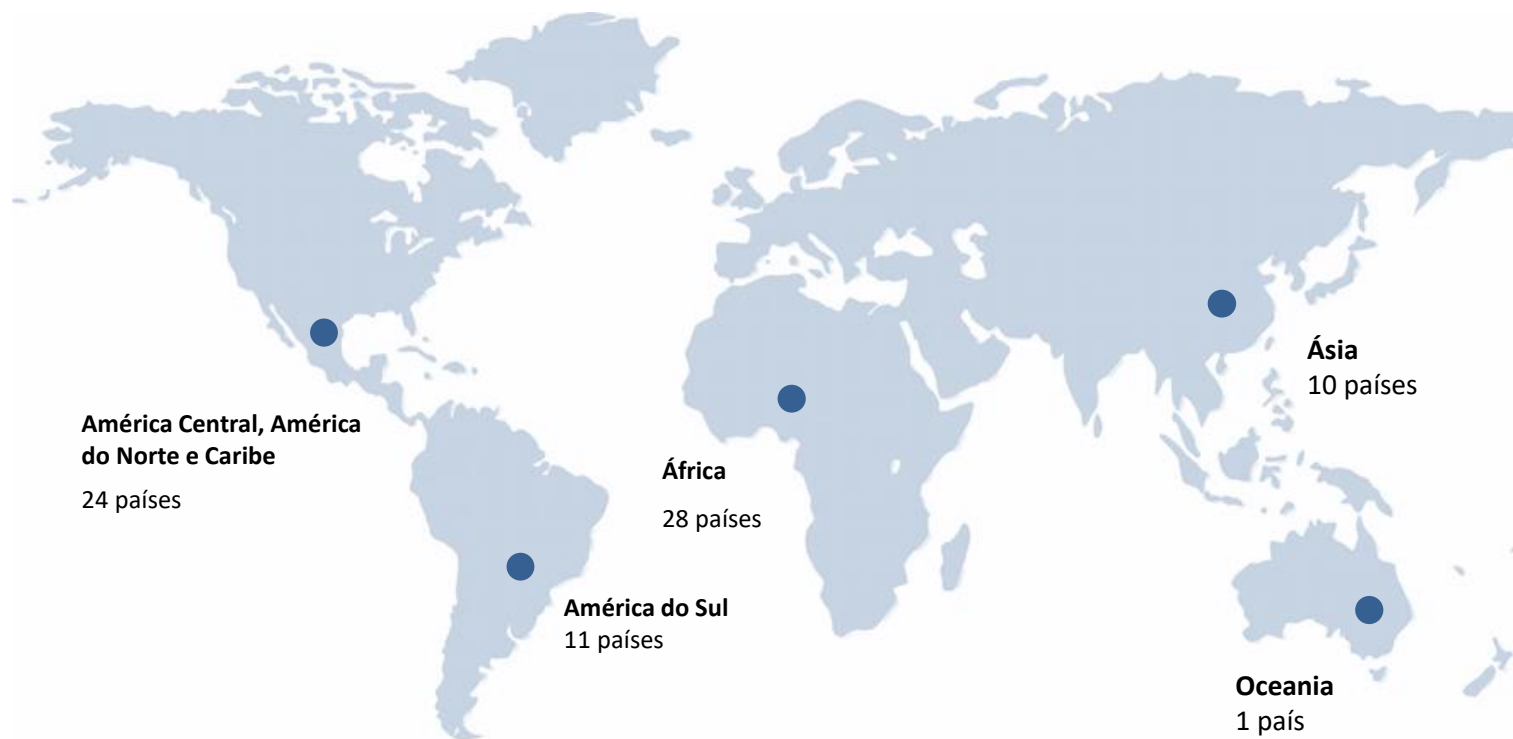 América Central, América
do Norte e Caribe
24 países
América do Sul
11 países
África
28 países
Ásia
10 países
Oceania
1 país